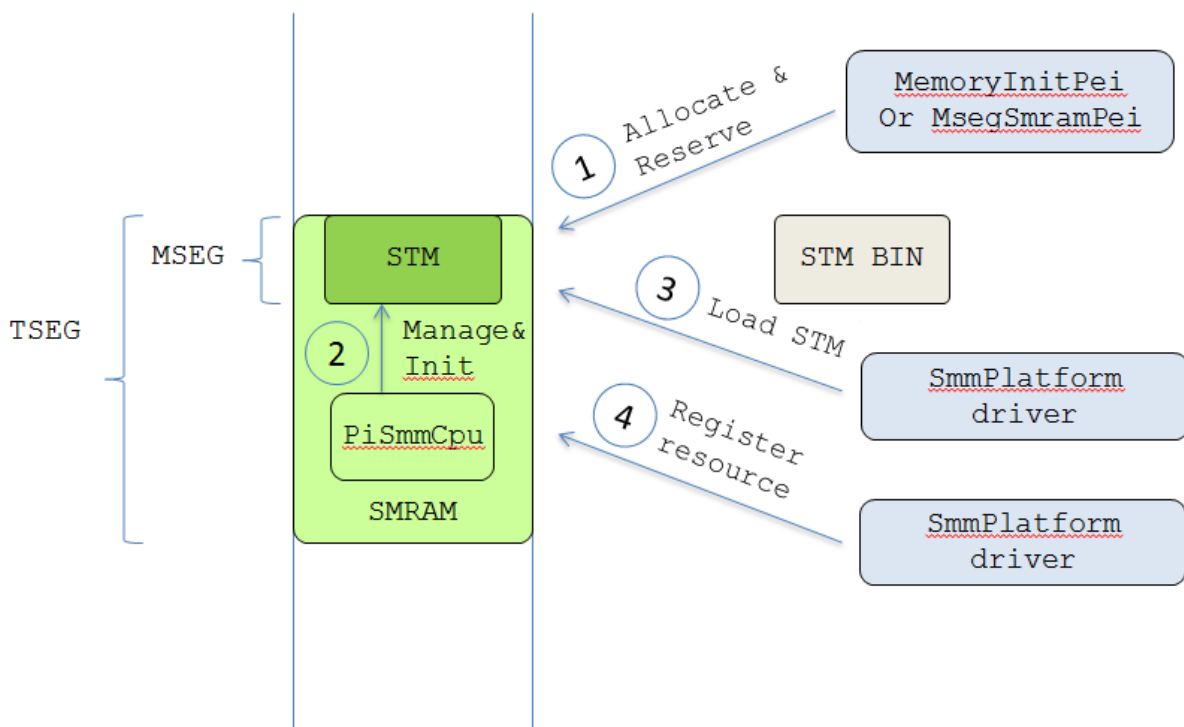 MemoryInitPei
Or MsegSmramPei
1
Allocate &
Reserve
MSEG
STM
STM BIN
3
Load STM
TSEG
2
Manage&
Init
SmmPlatform
driver
PiSmmCpu
4
Register
resource
SMRAM
SmmPlatform
driver